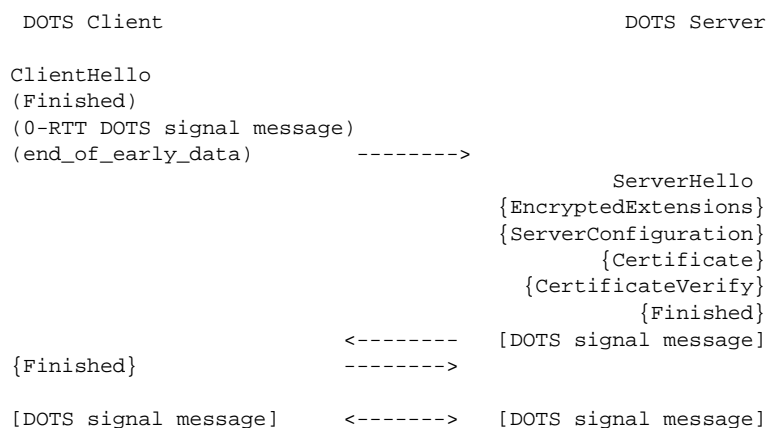 DOTS Client                                    DOTS Server
ClientHello
(Finished)
(0-RTT DOTS signal message)
(end_of_early_data)            -------->
ServerHello
{EncryptedExtensions}
{ServerConfiguration}
{Certificate}
{CertificateVerify}
{Finished}
<--------   [DOTS signal message]
{Finished}                     -------->
[DOTS signal message]    <------->   [DOTS signal message]